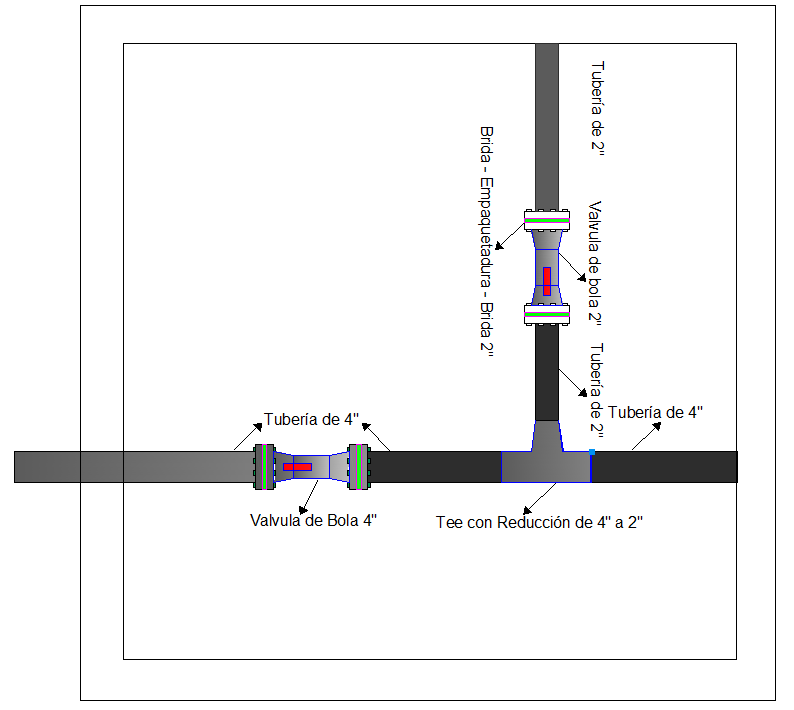 Tubería de 2"
Brida - Empaquetadura - Brida 2"
Valvula de bola 2"
Tubería de 2"
Tubería de 4"
Tubería de 4"
Valvula de Bola 4"
Tee con Reducción de 4" a 2"